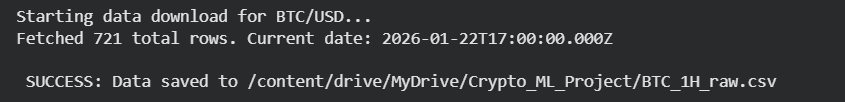 Starting data download for BTC/USD...
Fetched 721 total rows. Current date: 2026-01-22T17:00:00.000Z
SUCCESS: Data saved to /content/drive/MyDrive/Crypto_ML_Project/BTC_1H_raw.csv